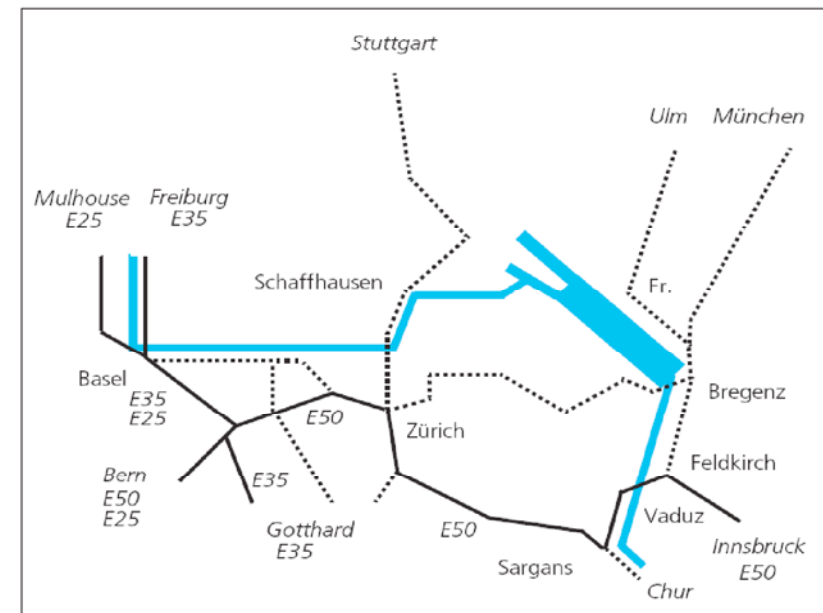 Stuttgart
Ulm
München
Mulhouse
E25
Freiburg
E35
Schaffhausen
Fr.
Basel
E35
E25
E50
Zürich
Bregenz
Bern
E50
E25
E35
Gotthard
E35
E50
Feldkirch
Vaduz
Sargans
Innsbruck
E50
Chur